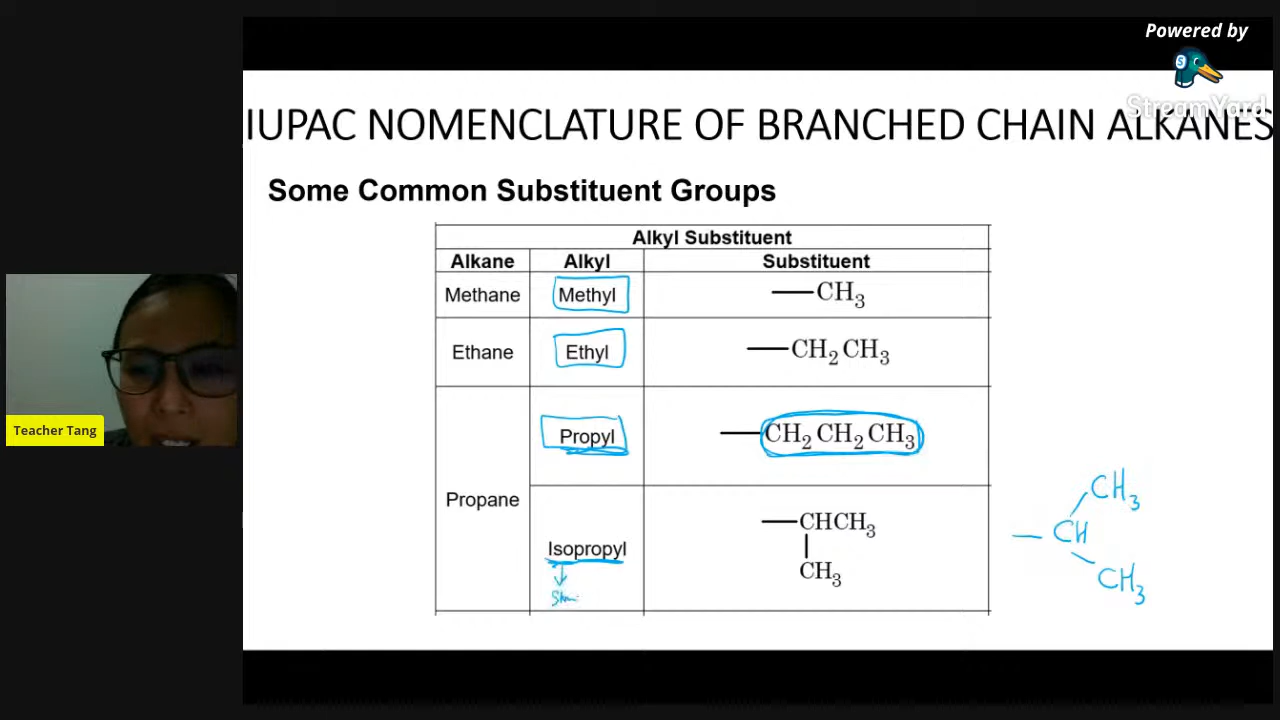 Powered by
StreamYard
IUPAC NOMENCLATURE OF BRANCHED CHAIN ALKANES
Some Common Substituent Groups
Alkyl Substituent
Alkane Alkyl Substituent
Methane Methyl —CH₃
Ethane Ethyl —CH₂CH₃
Propane
Propyl —CH₂CH₂CH₃
Isopropyl —CHCH₃
|
CH₃
CH₃
— CH
CH₃
Teacher Tang